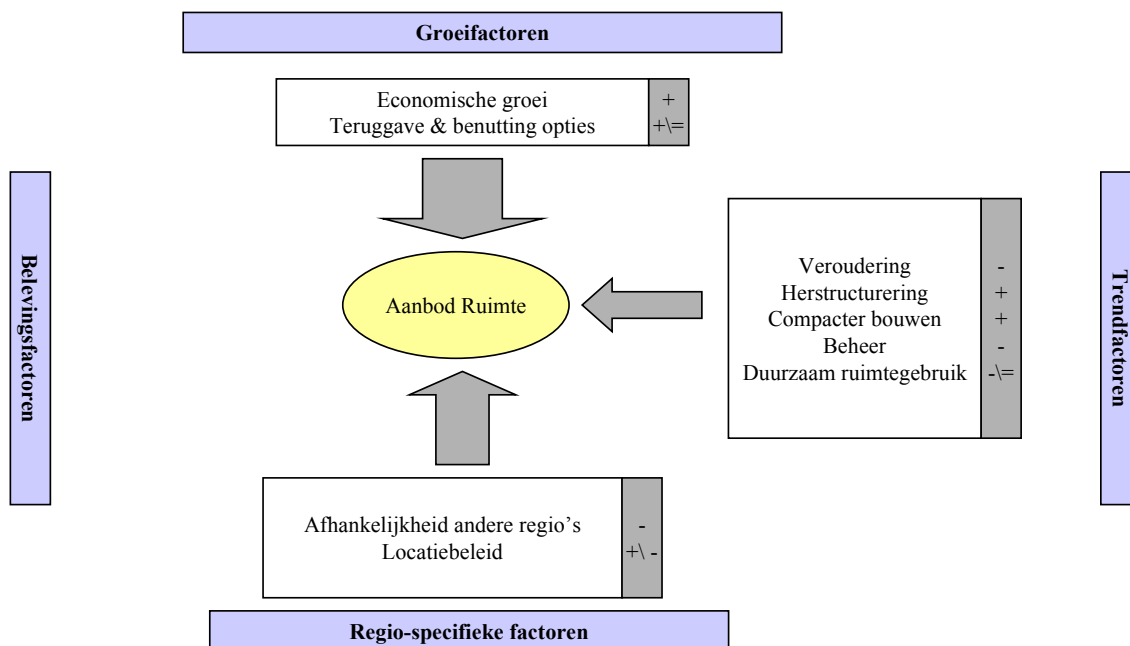 Groeifactoren
Economische groei +
Teruggave & benutting opties +\=
Belevingsfactoren
Trendfactoren
Aanbod Ruimte
Veroudering -
Herstructurering +
Compacter bouwen +
Beheer -
Duurzaam ruimtegebruik -\=
Afhankelijkheid andere regio’s -
Locatiebeleid +\ -
Regio-specifieke factoren